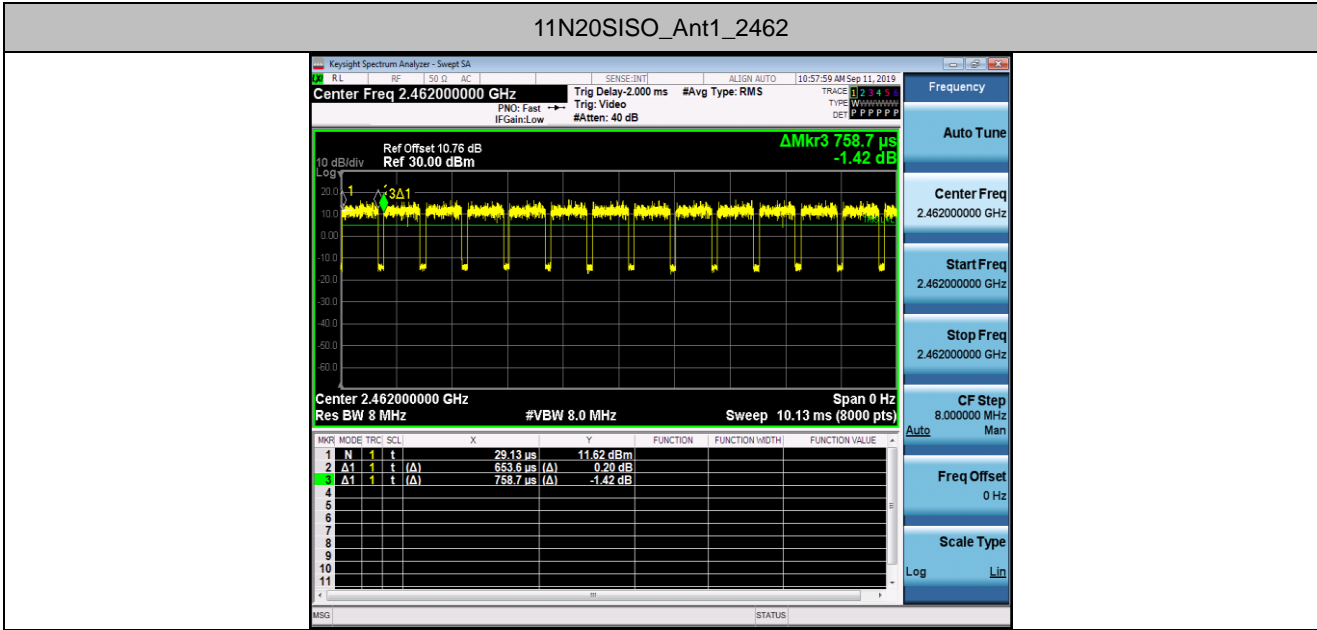 11N20SISO_Ant1_2462
Keysight Spectrum Analyzer - Swept SA
RL RF 50 Ω AC SENSE:INT ALIGN AUTO 10:57:59 AM Sep 11, 2019
Center Freq 2.462000000 GHz
PNO: Fast
IFGain:Low
Trig Delay-2.000 ms
Trig: Video
#Atten: 40 dB
#Avg Type: RMS
TRACE 1 2 3 4 5 6
TYPE WWWWWW
DET P P P P P P
Ref Offset 10.76 dB
10 dB/div Ref 30.00 dBm
ΔMkr3 758.7 µs
-1.42 dB
Log
20.0
10.0
0.00
-10.0
-20.0
-30.0
-40.0
-50.0
-60.0
1
3Δ1
Center 2.462000000 GHz Span 0 Hz
Res BW 8 MHz #VBW 8.0 MHz Sweep 10.13 ms (8000 pts)
MKR MODE TRC SCL X Y FUNCTION FUNCTION WIDTH FUNCTION VALUE
1 N 1 t 29.13 µs 11.62 dBm
2 Δ1 1 t (Δ) 653.6 µs (Δ) 0.20 dB
3 Δ1 1 t (Δ) 758.7 µs (Δ) -1.42 dB
4
5
6
7
8
9
10
11
MSG STATUS
Frequency
Auto Tune
Center Freq
2.462000000 GHz
Start Freq
2.462000000 GHz
Stop Freq
2.462000000 GHz
CF Step
8.000000 MHz
Auto Man
Freq Offset
0 Hz
Scale Type
Log Lin